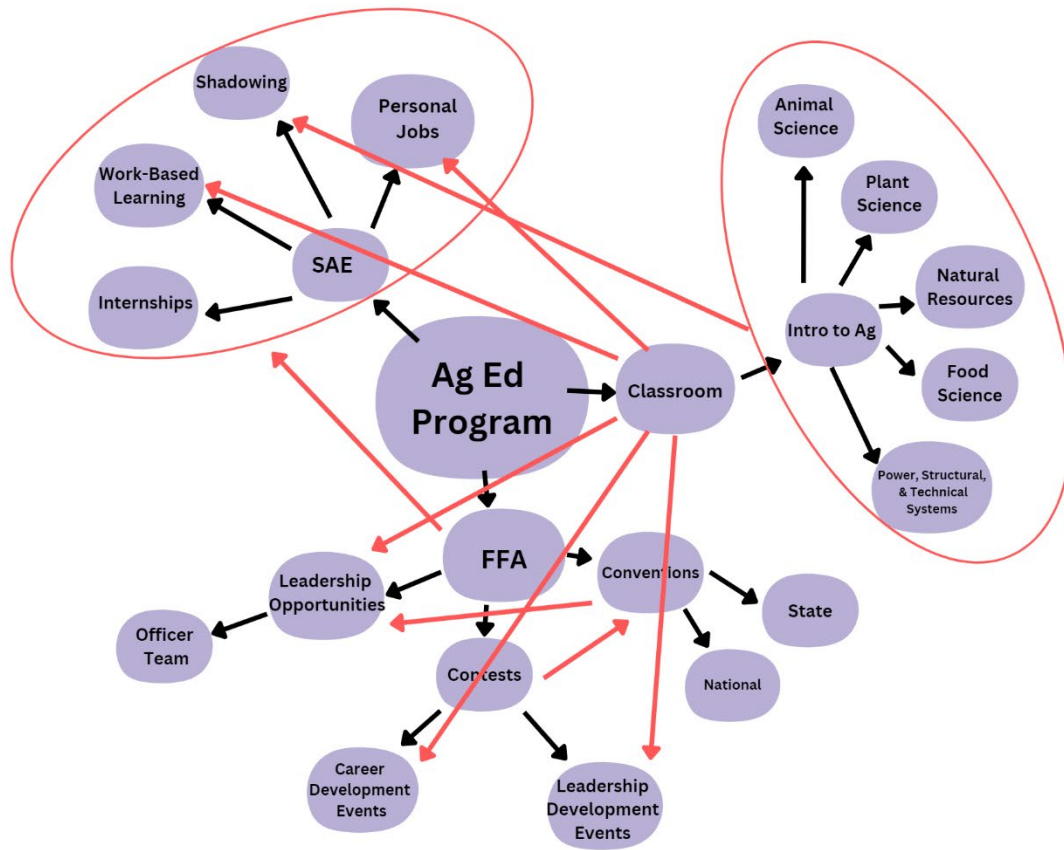 Shadowing
Personal
Jobs
Work-Based
Learning
SAE
Internships
Animal
Science
Plant
Science
Natural
Resources
Intro to Ag
Food
Science
Power, Structural,
& Technical
Systems
Ag Ed
Program
Classroom
FFA
Conventions
Leadership
Opportunities
State
Officer
Team
National
Contests
Career
Development
Events
Leadership
Development
Events